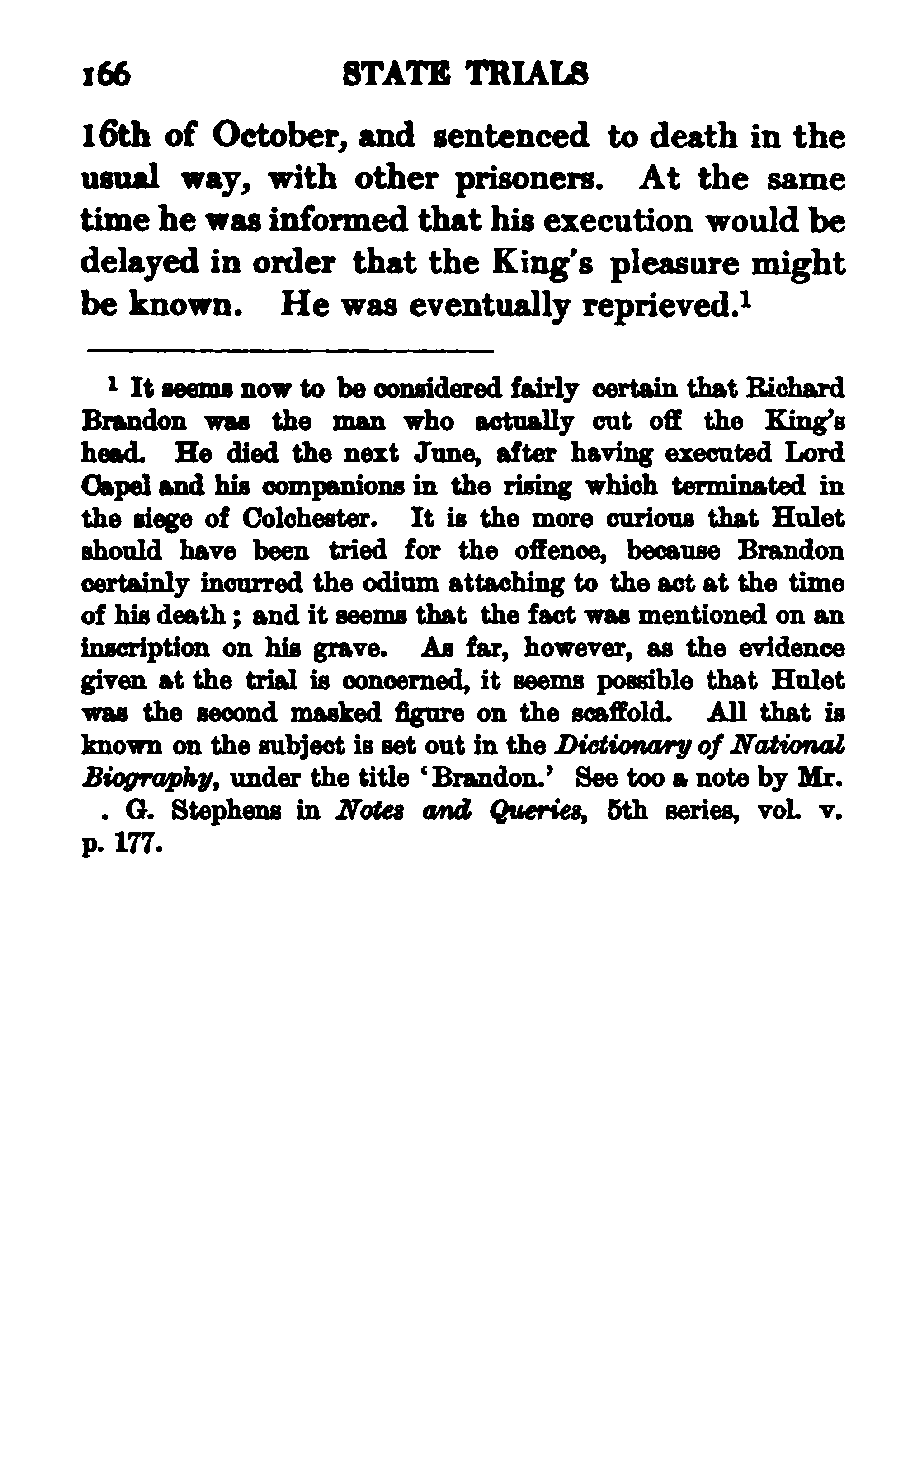 166 STATE TRIALS
16th of October, and sentenced to death in the
usual way, with other prisoners. At the same
time he was informed that his execution would be
delayed in order that the King's pleasure might
be known. He was eventually reprieved.¹
¹ It seems now to be considered fairly certain that Richard
Brandon was the man who actually cut off the King's
head. He died the next June, after having executed Lord
Capel and his companions in the rising which terminated in
the siege of Colchester. It is the more curious that Hulet
should have been tried for the offence, because Brandon
certainly incurred the odium attaching to the act at the time
of his death; and it seems that the fact was mentioned on an
inscription on his grave. As far, however, as the evidence
given at the trial is concerned, it seems possible that Hulet
was the second masked figure on the scaffold. All that is
known on the subject is set out in the Dictionary of National
Biography, under the title 'Brandon.' See too a note by Mr.
. G. Stephens in Notes and Queries, 5th series, vol. v.
p. 177.